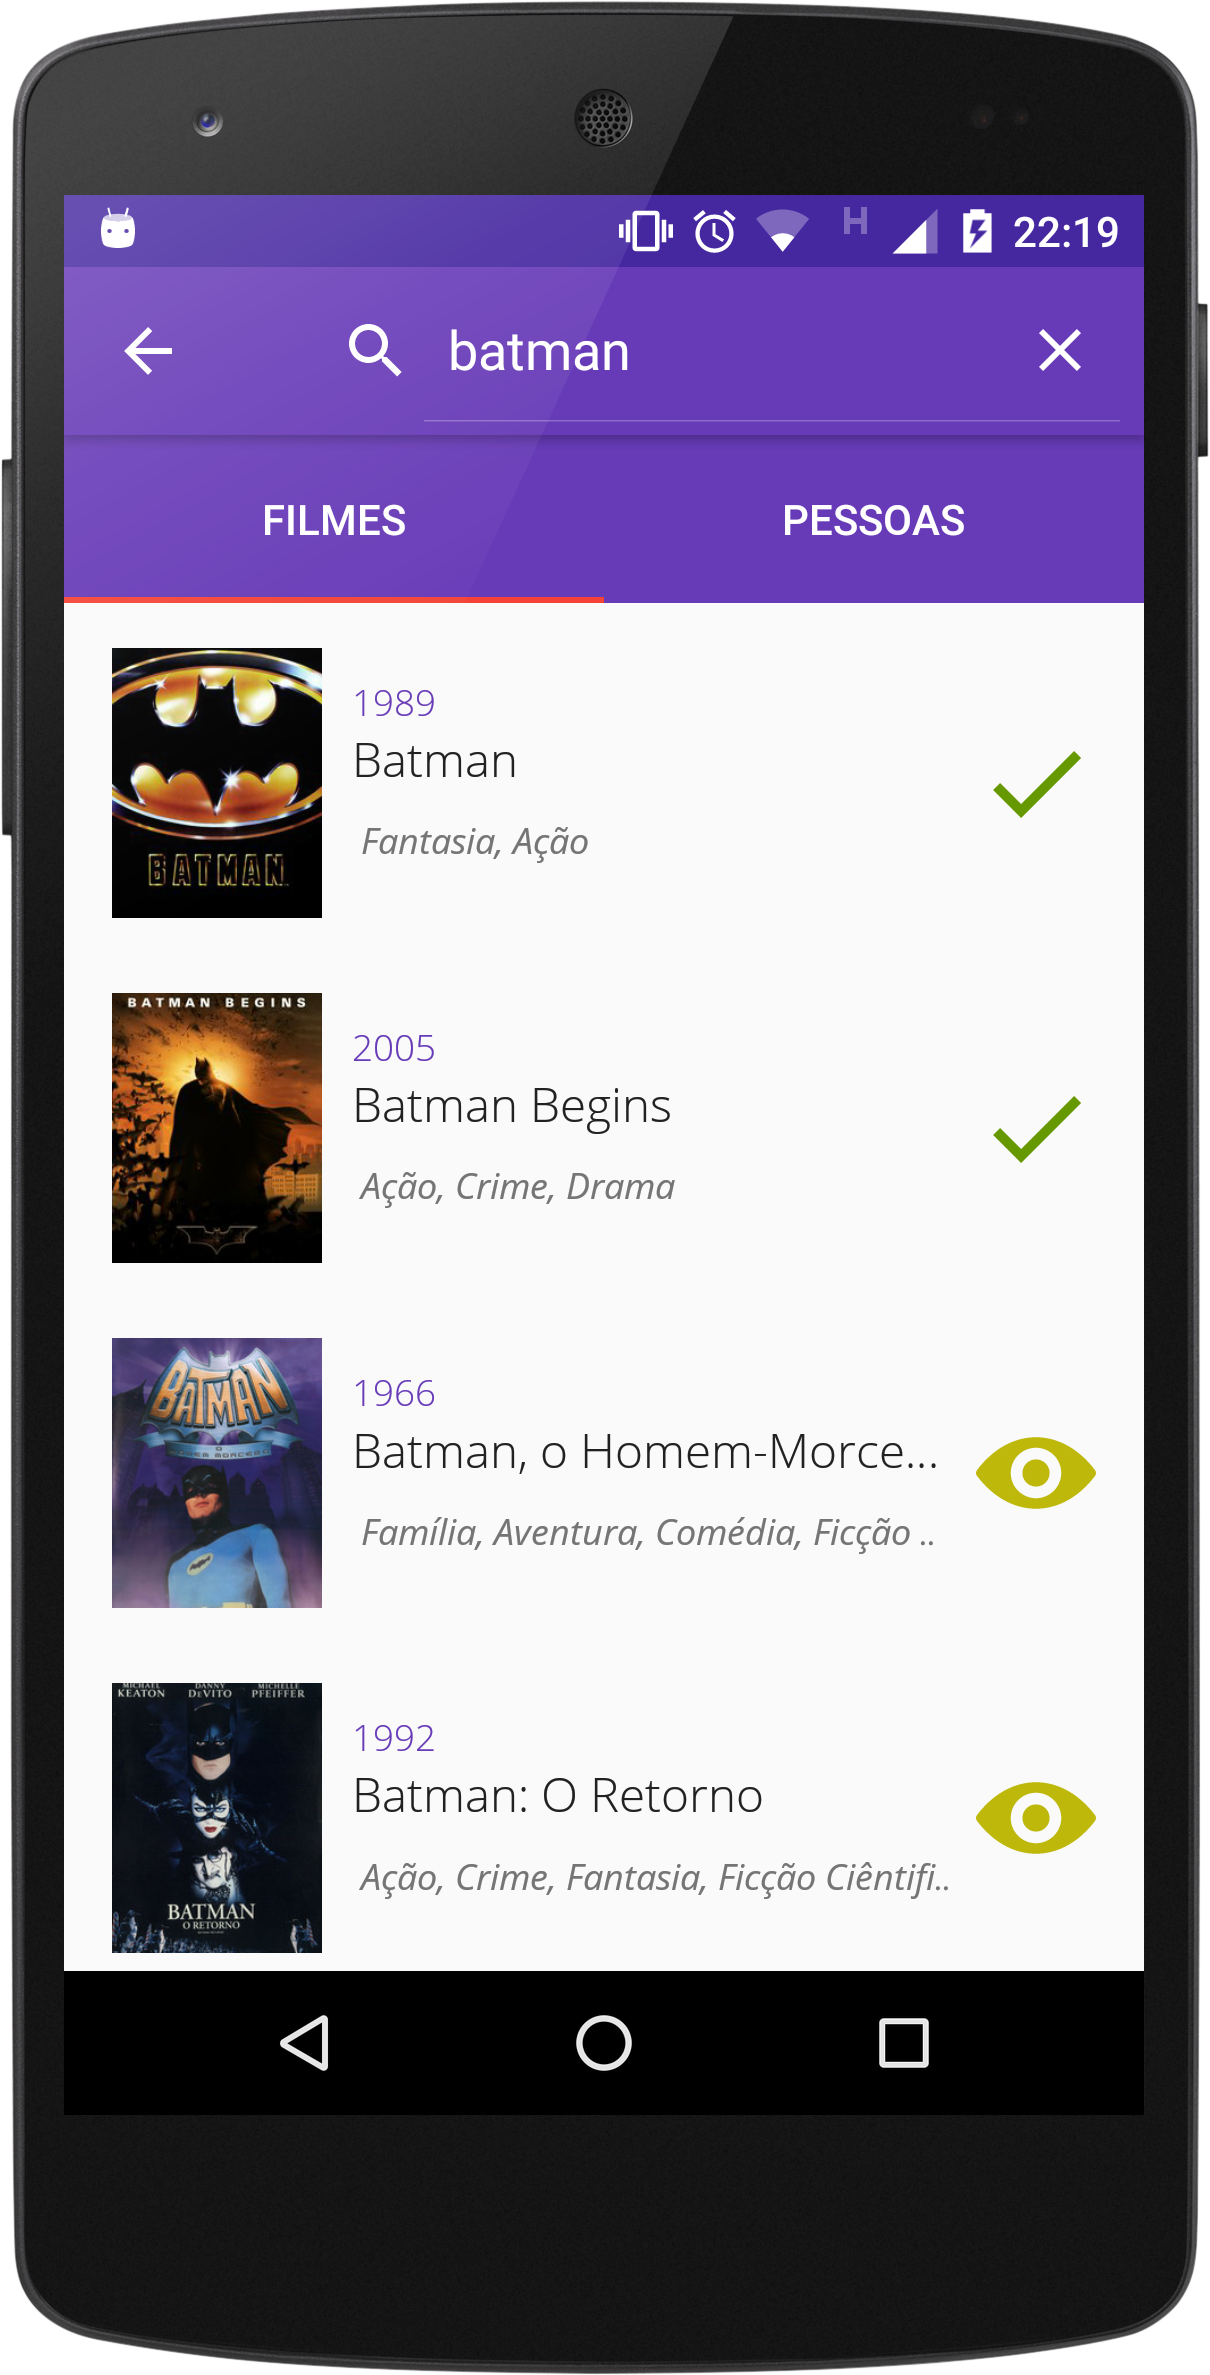 H 22:19
batman
FILMES PESSOAS
BATMAN
1989
Batman
Fantasia, Ação
BATMAN BEGINS
2005
Batman Begins
Ação, Crime, Drama
BATMAN
1966
Batman, o Homem-Morce...
Família, Aventura, Comédia, Ficção ..
MICHAEL KEATON
DANNY DEVITO
MICHELLE PFEIFFER
BATMAN
O RETORNO
1992
Batman: O Retorno
Ação, Crime, Fantasia, Ficção Ciêntifi..